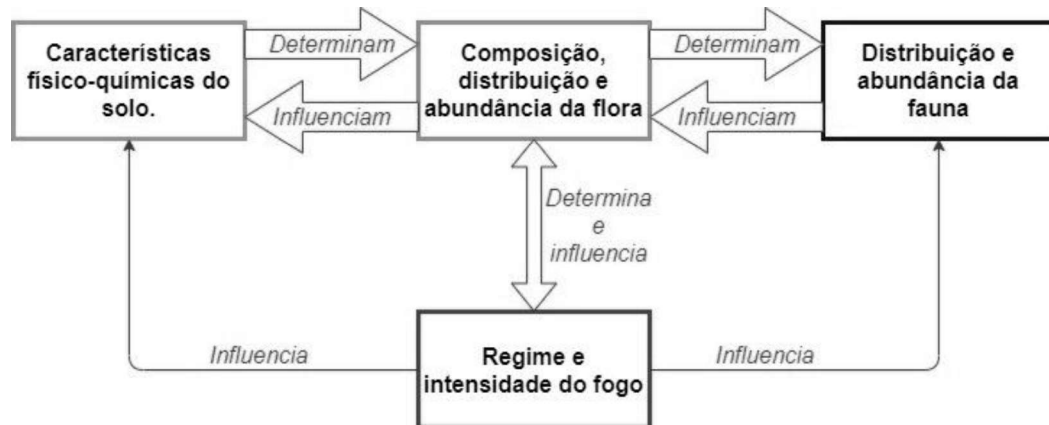 Características
físico-químicas do
solo.
Determinam
Influenciam
Composição,
distribuição e
abundância da flora
Determinam
Influenciam
Distribuição e
abundância da
fauna
Determina
e
influencia
Influencia
Regime e
intensidade do fogo
Influencia